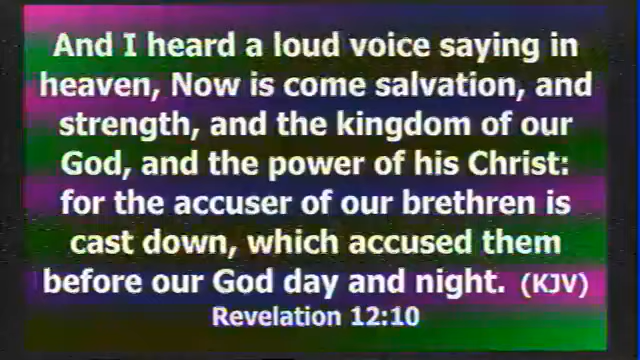 And I heard a loud voice saying in
heaven, Now is come salvation, and
strength, and the kingdom of our
God, and the power of his Christ:
for the accuser of our brethren is
cast down, which accused them
before our God day and night. (KJV)
Revelation 12:10